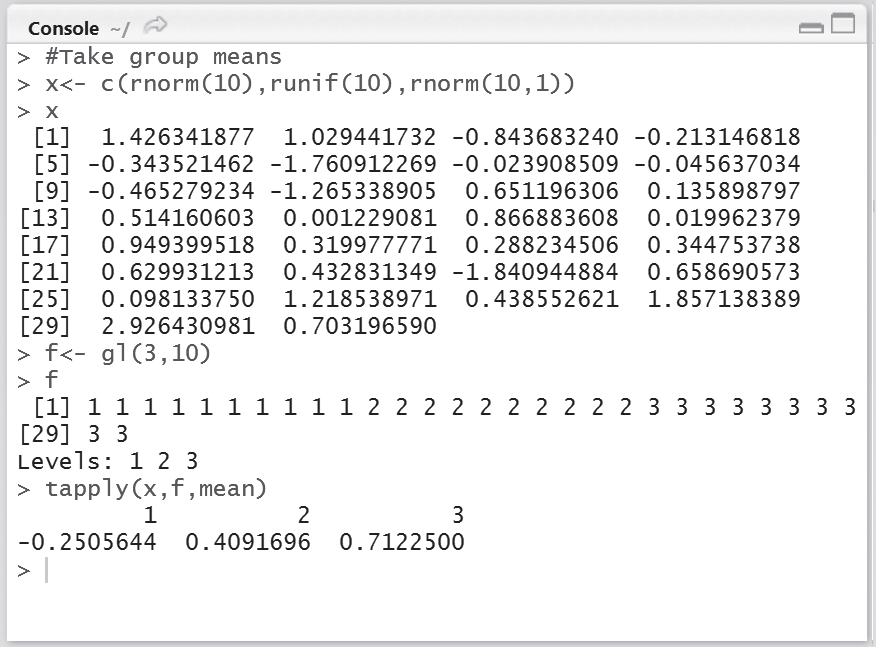 Console ~/
> #Take group means
> x<- c(rnorm(10),runif(10),rnorm(10,1))
> x
[1] 1.426341877 1.029441732 -0.843683240 -0.213146818
[5] -0.343521462 -1.760912269 -0.023908509 -0.045637034
[9] -0.465279234 -1.265338905 0.651196306 0.135898797
[13] 0.514160603 0.001229081 0.866883608 0.019962379
[17] 0.949399518 0.319977771 0.288234506 0.344753738
[21] 0.629931213 0.432831349 -1.840944884 0.658690573
[25] 0.098133750 1.218538971 0.438552621 1.857138389
[29] 2.926430981 0.703196590
> f<- gl(3,10)
> f
[1] 1 1 1 1 1 1 1 1 1 1 2 2 2 2 2 2 2 2 2 2 3 3 3 3 3 3 3 3
[29] 3 3
Levels: 1 2 3
> tapply(x,f,mean)
1 2 3
-0.2505644 0.4091696 0.7122500
>